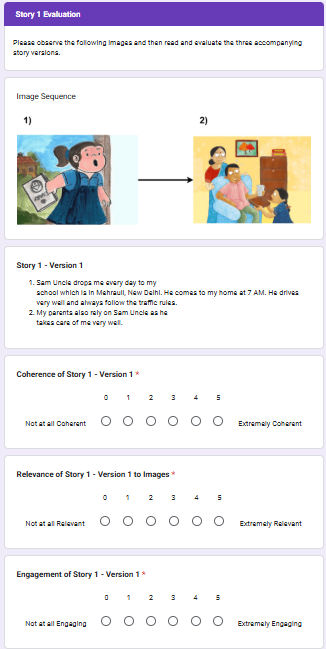 Story 1 Evaluation
Please observe the following images and then read and evaluate the three accompanying
story versions.
Image Sequence
1)
2)
Story 1 - Version 1
1. Sam Uncle drops me every day to my
school which is in Mehrauli, New Delhi. He comes to my home at 7 AM. He drives
very well and always follow the traffic rules.
2. My parents also rely on Sam Uncle as he
takes care of me very well.
Coherence of Story 1 - Version 1 *
0 1 2 3 4 5
Not at all Coherent Extremely Coherent
Relevance of Story 1 - Version 1 to Images *
0 1 2 3 4 5
Not at all Relevant Extremely Relevant
Engagement of Story 1 - Version 1 *
0 1 2 3 4 5
Not at all Engaging Extremely Engaging